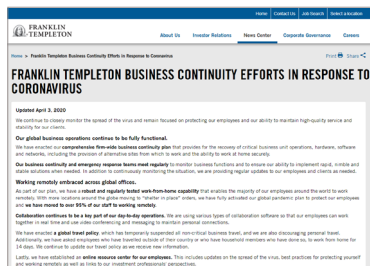 Home Contact Us Job Search Select a location
FRANKLIN
TEMPLETON
About Us Investor Relations News Center Corporate Governance Careers
Home > Franklin Templeton Business Continuity Efforts in Response to Coronavirus
Print Share
FRANKLIN TEMPLETON BUSINESS CONTINUITY EFFORTS IN RESPONSE TO
CORONAVIRUS
Updated April 3, 2020
We continue to closely monitor the spread of the virus and remain focused on protecting our employees and our ability to maintain high-quality service and
stability for our clients.
Our global business operations continue to be fully functional.
We have enacted our comprehensive firm-wide business continuity plan that provides for the recovery of critical business unit operations, hardware, software
and networks, including the provision of alternative sites from which to work and the ability to work at home securely.
Our business continuity and emergency response teams meet regularly to monitor business functions and to ensure our ability to implement rapid, nimble and
stable solutions when needed. In addition to continuously monitoring the situation, we are providing regular updates to our employees and clients as needed.
Working remotely embraced across global offices.
As part of our plan, we have a robust and regularly tested work-from-home capability that enables the majority of our employees around the world to work
remotely. With more locations around the globe moving to "shelter in place" orders, we have fully activated our global pandemic plan to protect our employees
and we have moved to over 95% of our staff to working remotely.
Collaboration continues to be a key part of our day-to-day operations. We are using various types of collaboration software so that our employees can work
together in real time and use video conferencing and messaging to maintain personal connections.
We have enacted a global travel policy, which has temporarily suspended all non-critical business travel, and we are also discouraging personal travel.
Additionally, we have asked employees who have travelled outside of their country or who have household members who have done so, to work from home for
14 days. We continue to update our travel policy as we receive new information.
Lastly, we have established an online resource center for our employees. This includes updates on the spread of the virus, best practices for protecting yourself
and working remotely as well as links to our investment professionals' perspectives.